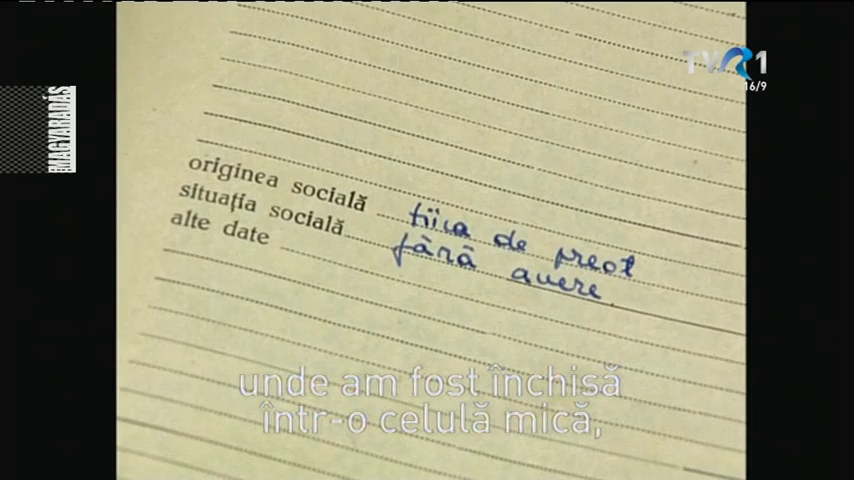 TVR1
16/9
MAGYARADÁS
originea socială fiica de preot
situația socială fără avere.
alte date
unde am fost închisă
într-o celulă mică,